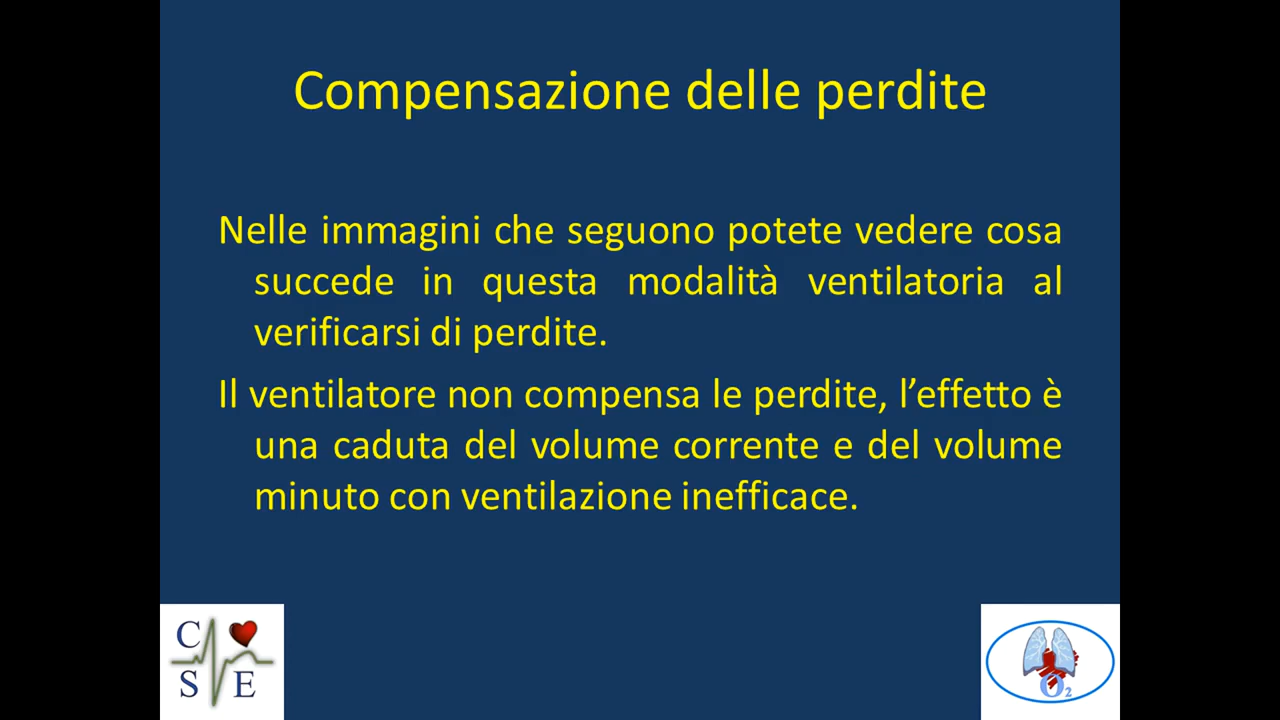 Compensazione delle perdite
Nelle immagini che seguono potete vedere cosa
succede in questa modalità ventilatoria al
verificarsi di perdite.
Il ventilatore non compensa le perdite, l’effetto è
una caduta del volume corrente e del volume
minuto con ventilazione inefficace.
C
S E
O2